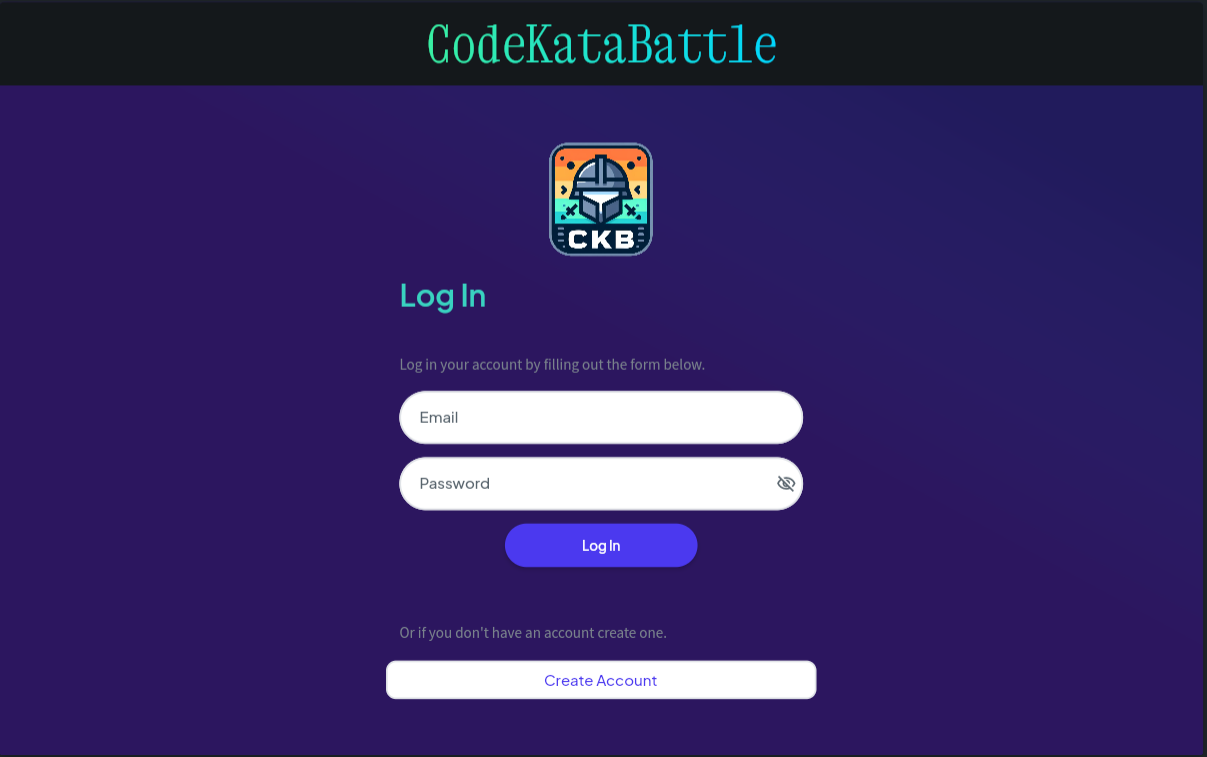 CodeKataBattle
CKB
Log In
Log in your account by filling out the form below.
Email
Password
Log In
Or if you don't have an account create one.
Create Account